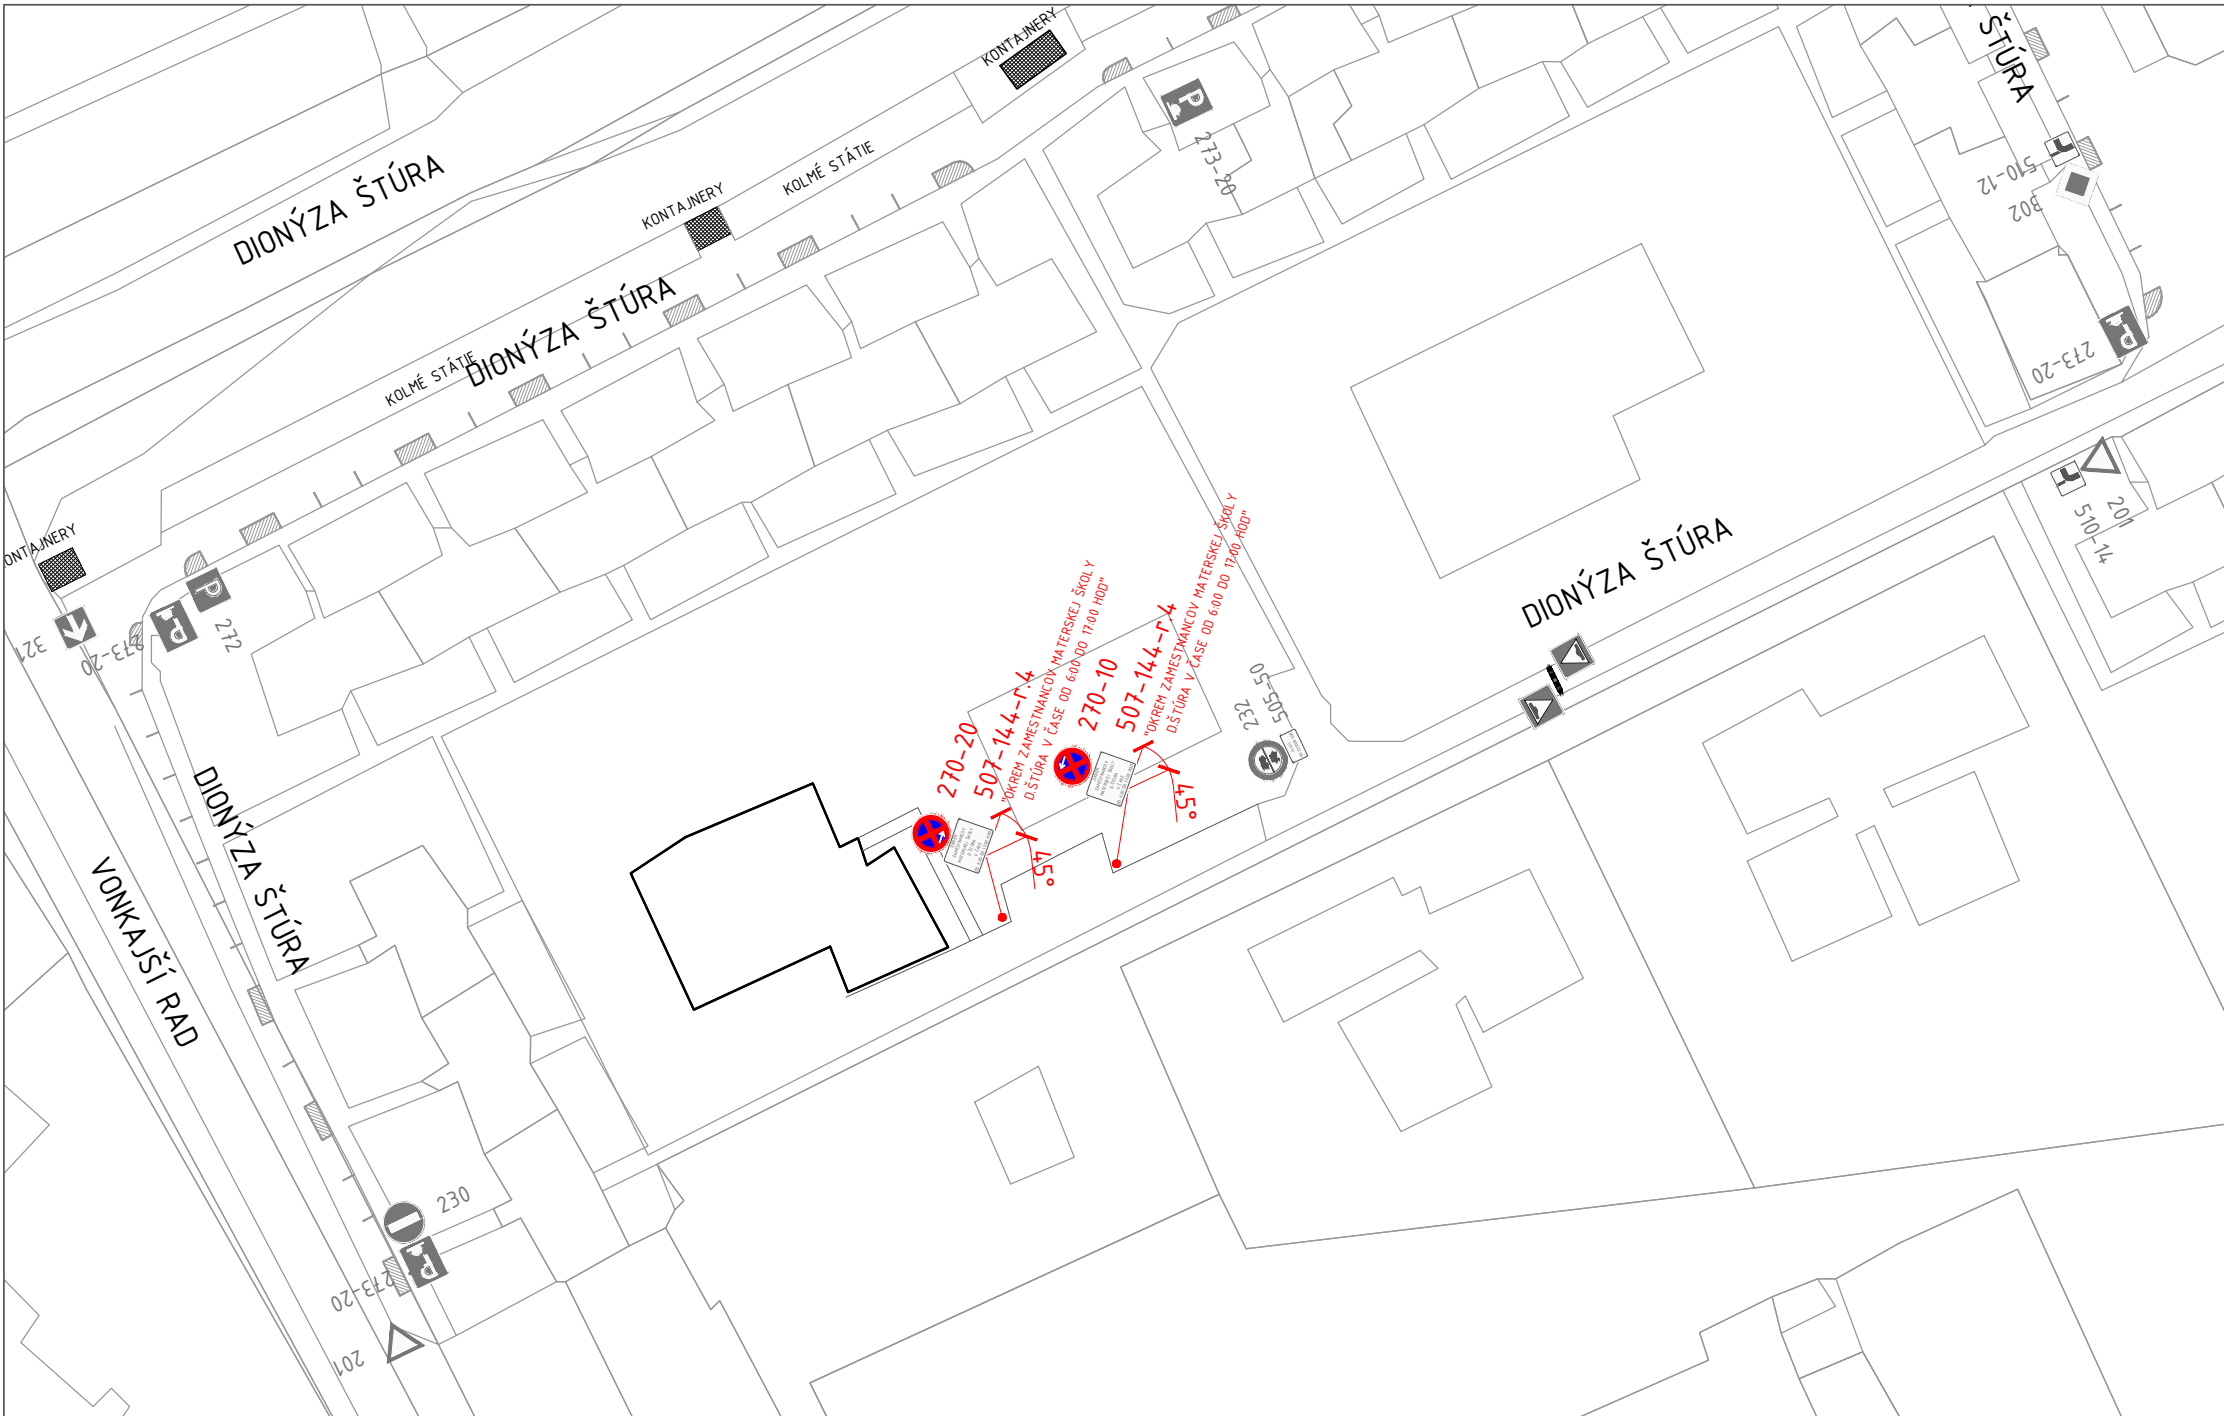 KONTAJNERY
ŠTÚRA
DIONÝZA ŠTÚRA
KONTAJNERY
KOLMÉ STÁTIE
273-20
510-12
302
DIONÝZA ŠTÚRA
KOLMÉ STÁTIE
273-20
201
510-14
ONTAJNERY
DIONÝZA ŠTÚRA
321
273-20
272
270-20
507-144-r.4
"OKREM ZAMESTNANCOV MATERSKEJ ŠKOLY
D.ŠTÚRA V ČASE OD 6:00 DO 17:00 HOD"
45°
270-10
507-144-r.4
"OKREM ZAMESTNANCOV MATERSKEJ ŠKOLY
D.ŠTÚRA V ČASE OD 6:00 DO 17:00 HOD"
45°
232
505-50
DIONÝZA ŠTÚRA
VONKAJŠÍ RAD
230
273-20
201